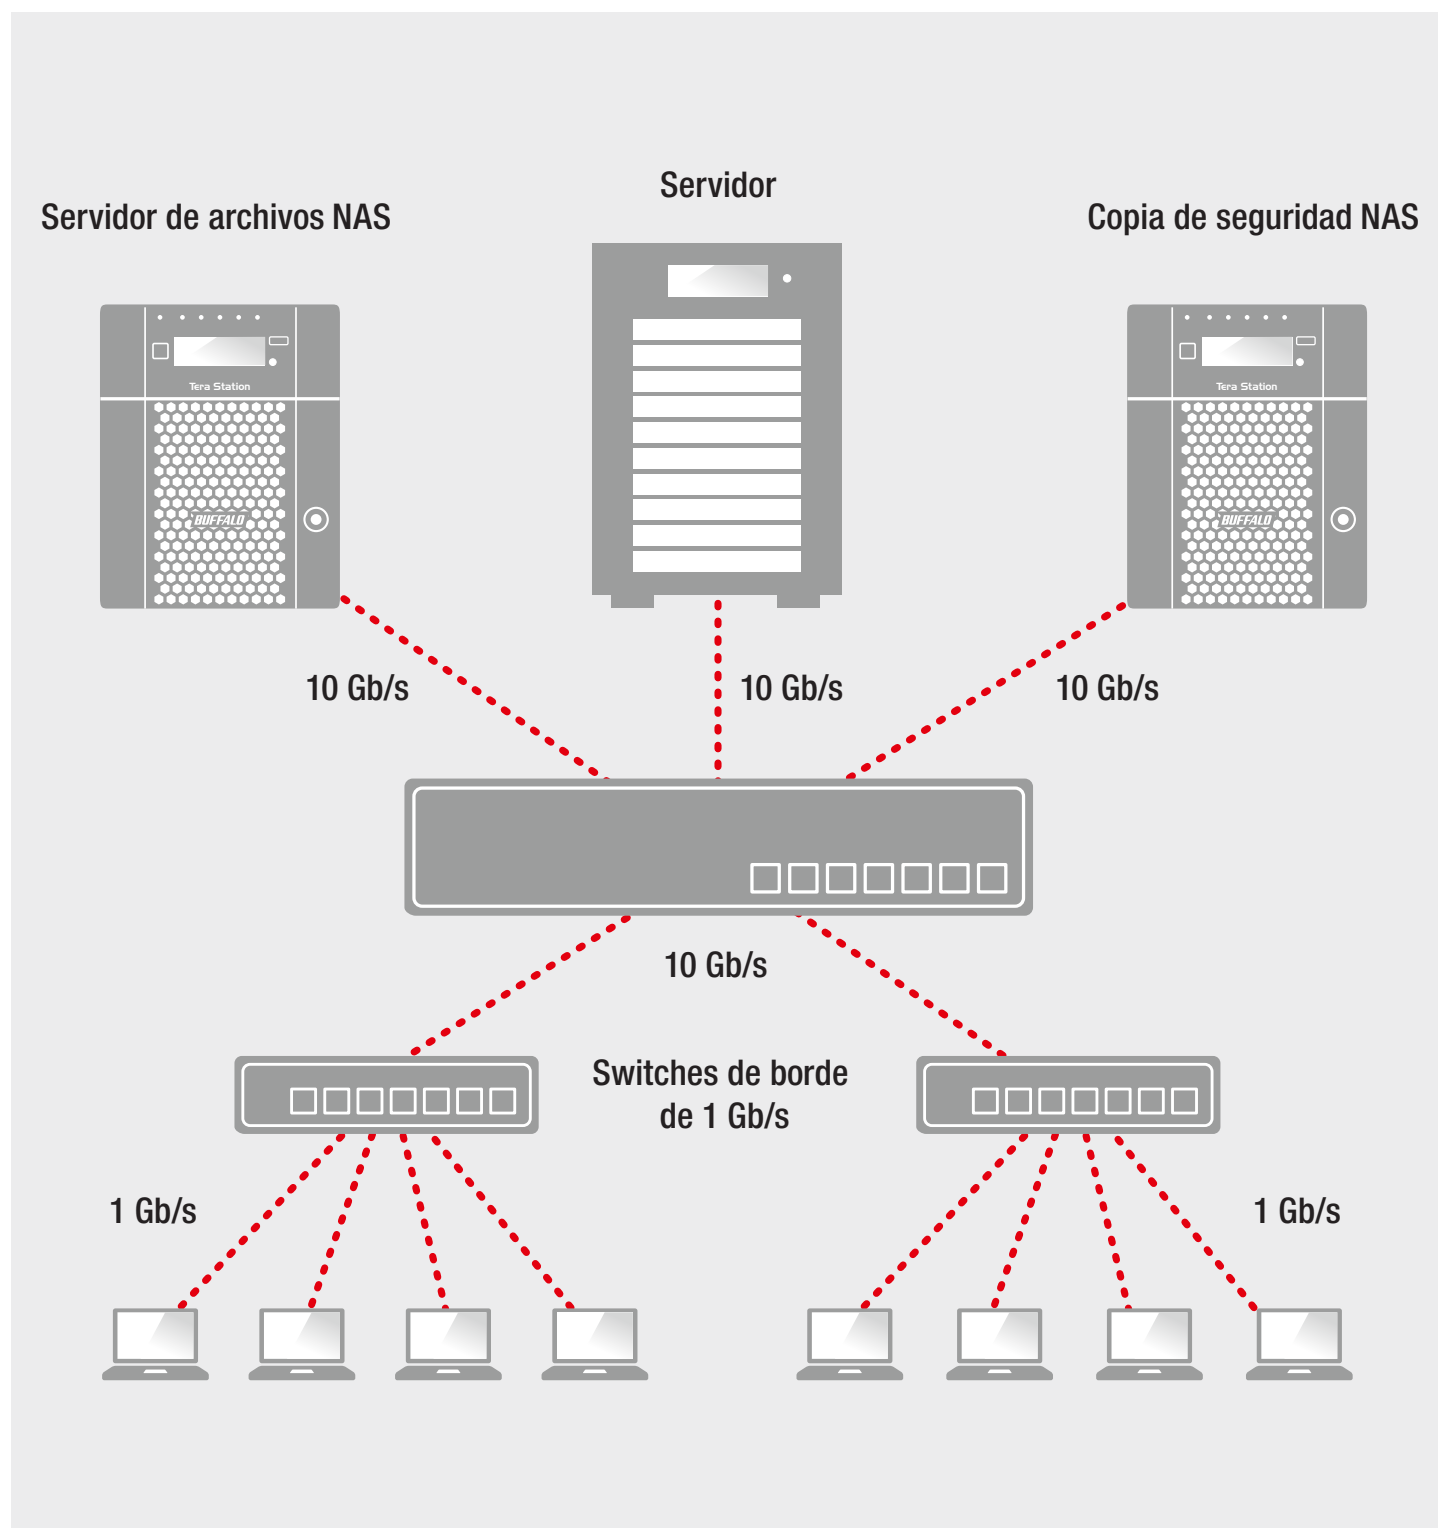 Servidor
Servidor de archivos NAS
Copia de seguridad NAS
Tera Station
Tera Station
BUFFALO
BUFFALO
10 Gb/s
10 Gb/s
10 Gb/s
10 Gb/s
Switches de borde
de 1 Gb/s
1 Gb/s
1 Gb/s